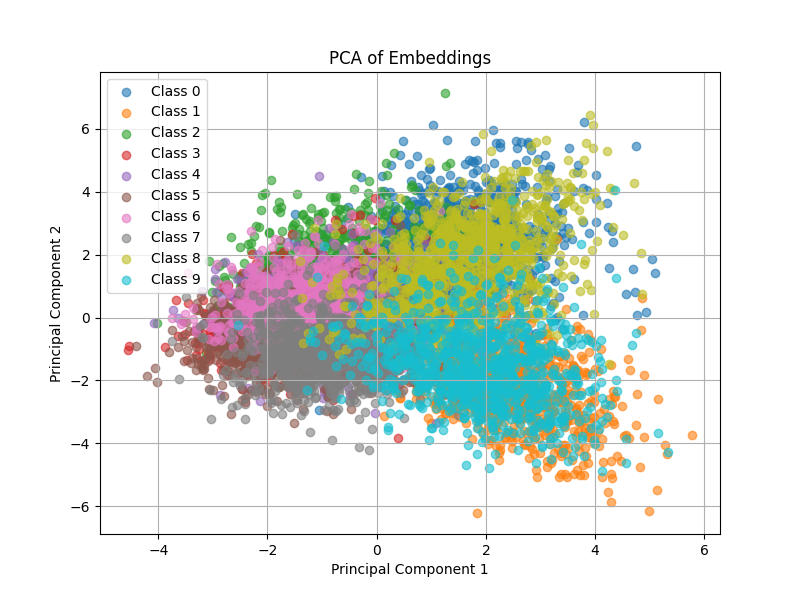 PCA of Embeddings
Class 0
Class 1
Class 2
Class 3
Class 4
Class 5
Class 6
Class 7
Class 8
Class 9
6
4
2
0
−2
−4
−6
Principal Component 2
−4
−2
0
2
4
6
Principal Component 1